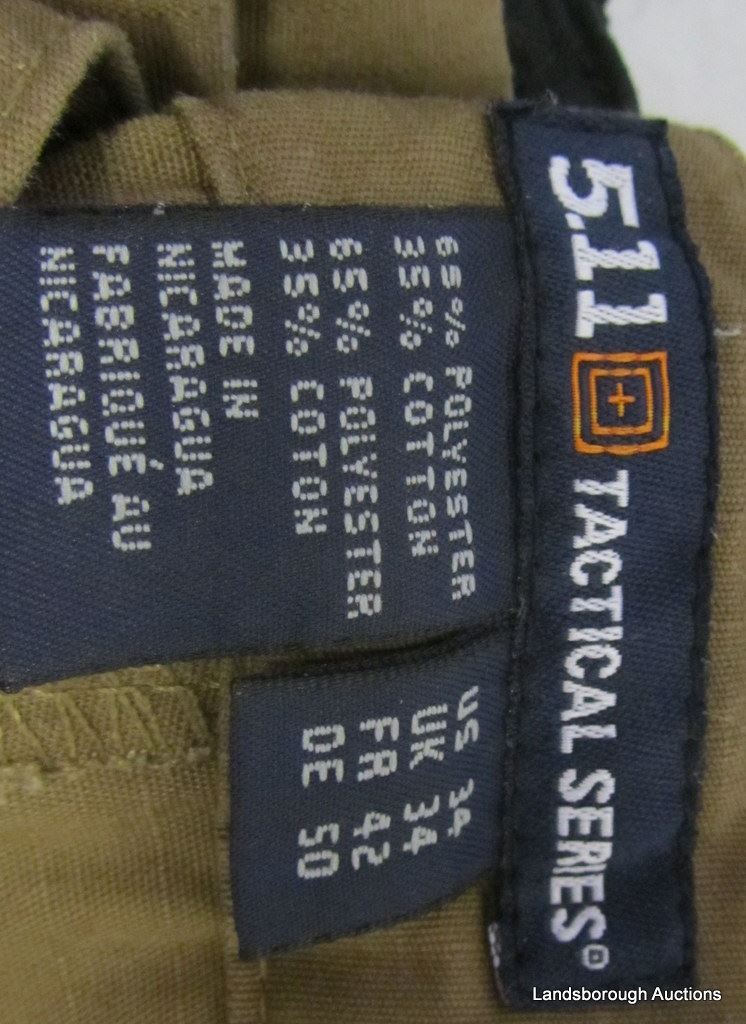 5.11 TACTICAL SERIES®
65% POLYESTER
35% COTTON
65% POLYESTER
35% COTON
MADE IN
NICARAGUA
FABRIQUÉ AU
NICARAGUA
US 34
UK 34
FR 42
DE 50
Landsborough Auctions